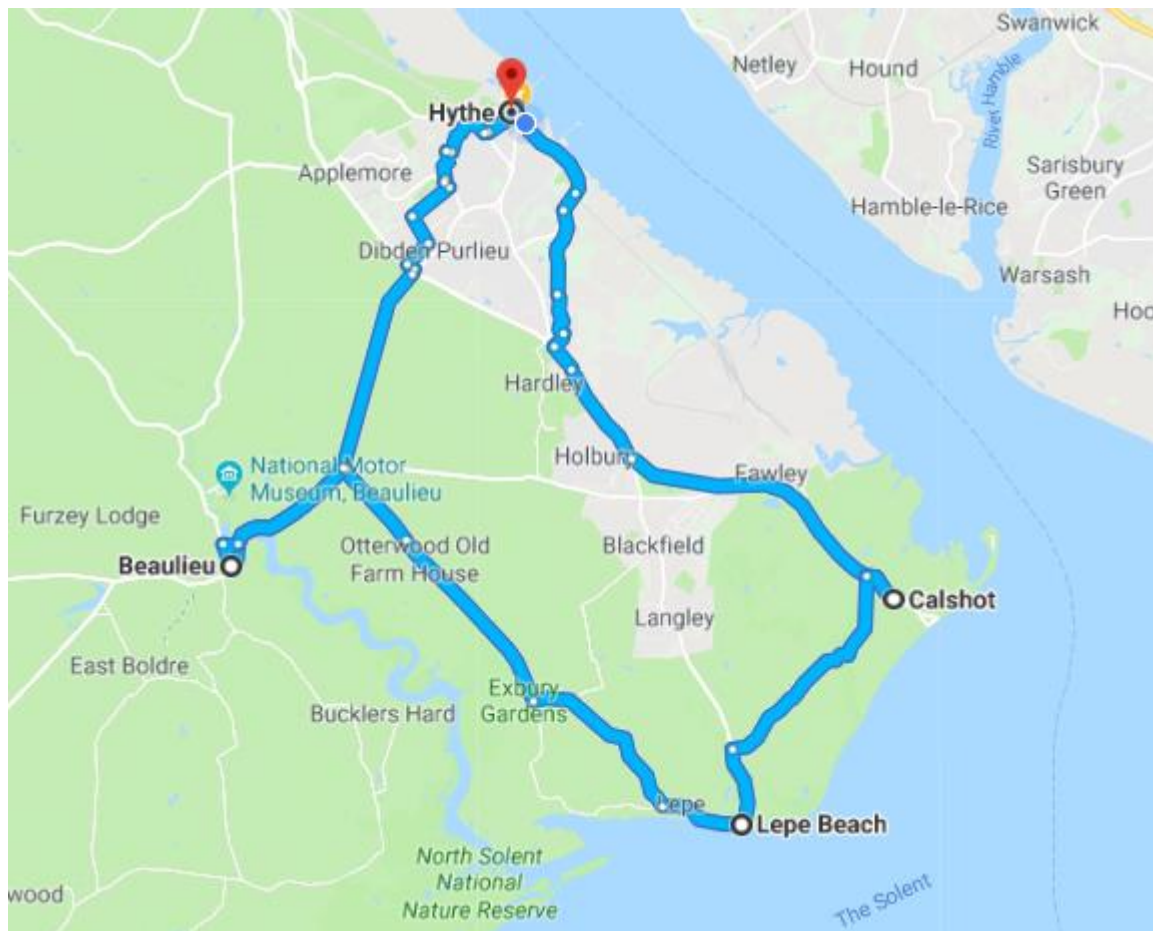 Swanwick
Netley
Hound
River Hamble
Hythe
Sarisbury
Green
Applemore
Hamble-le-Rice
Dibden Purlieu
Warsash
Hoo
Hardley
Holbury
Fawley
National Motor
Museum, Beaulieu
Furzey Lodge
Otterwood Old
Farm House
Blackfield
Beaulieu
Calshot
Langley
East Boldre
Exbury
Gardens
Bucklers Hard
Lepe
Lepe Beach
North Solent
National
Nature Reserve
The Solent
wood